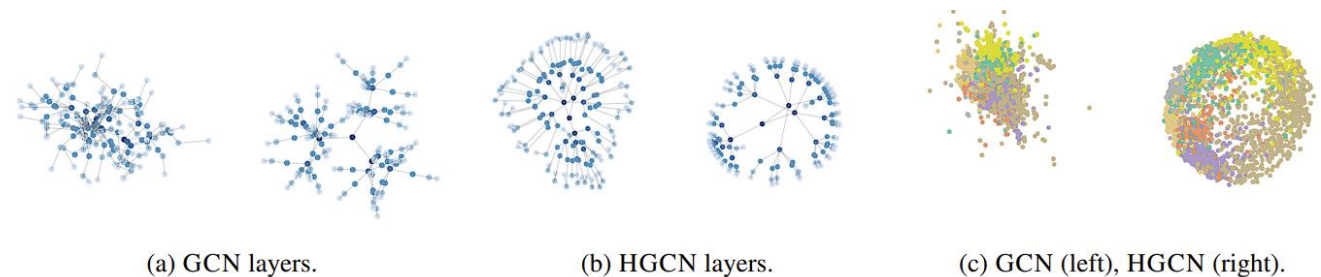 (a) GCN layers.
(b) HGCN layers.
(c) GCN (left), HGCN (right).